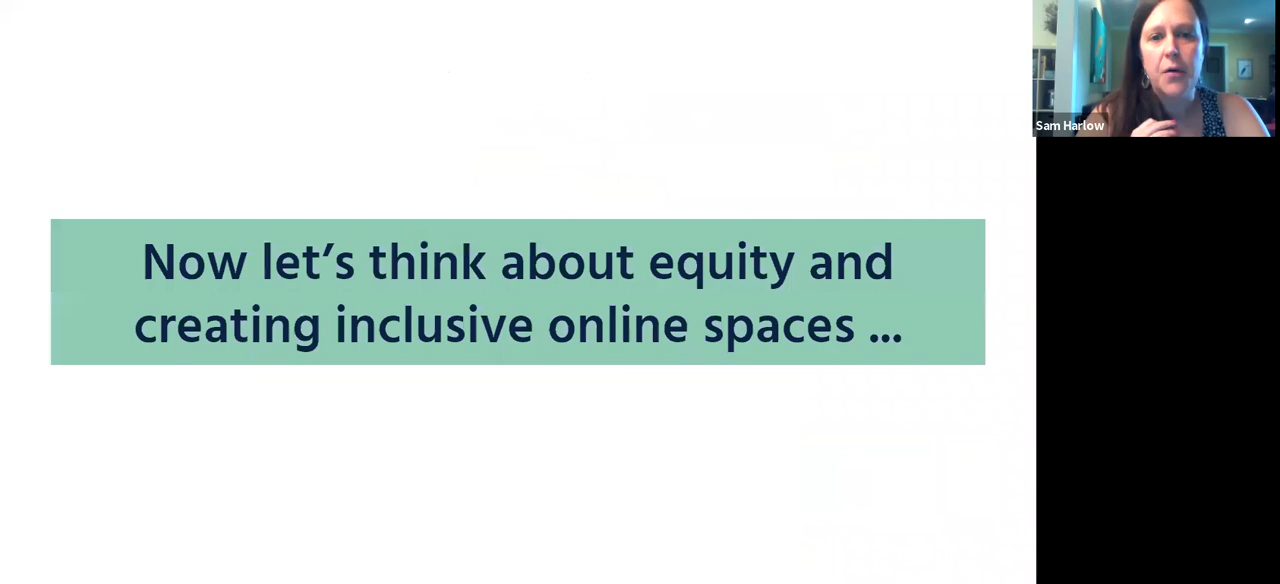 Now let’s think about equity and
creating inclusive online spaces ...
Sam Harlow